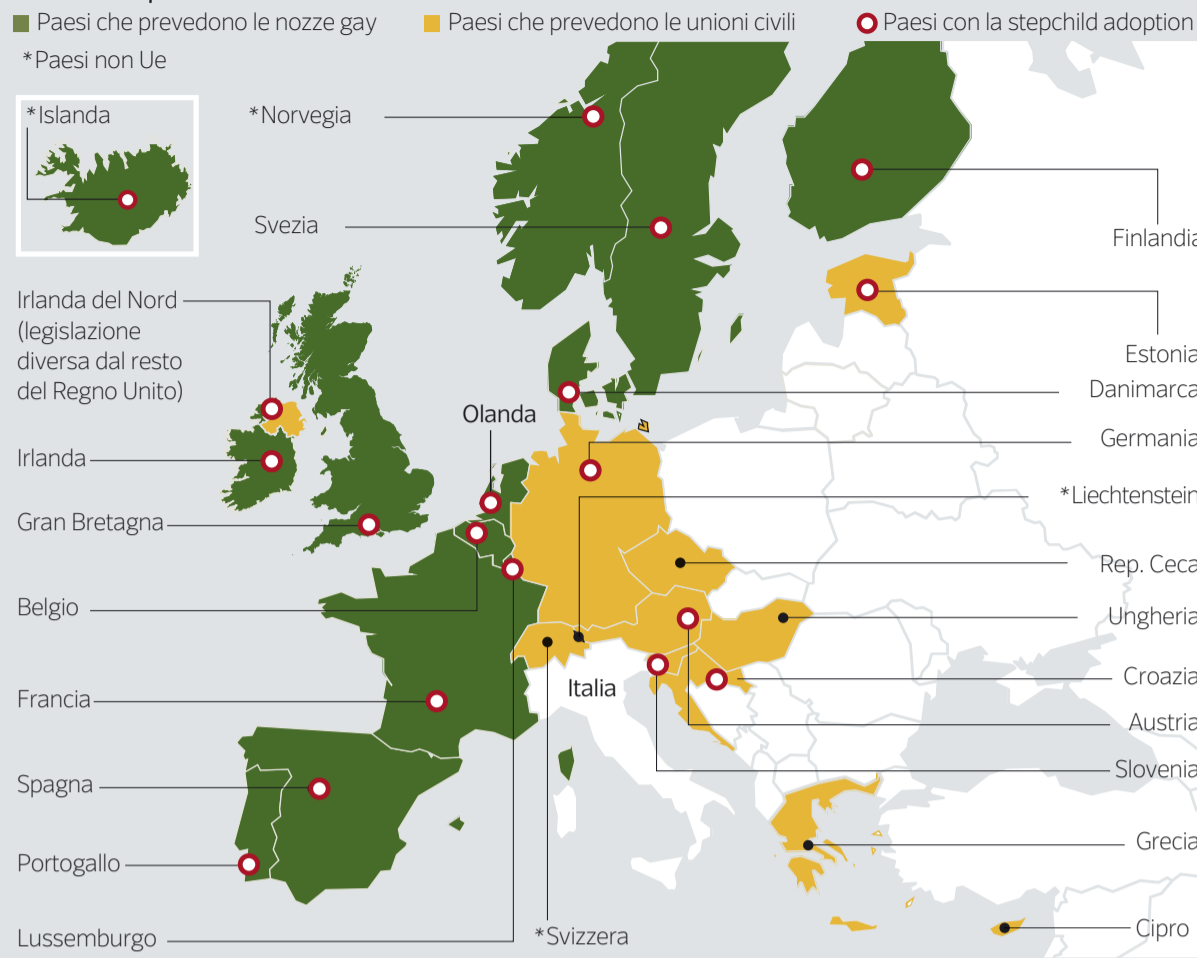 Paesi che prevedono le nozze gay
Paesi che prevedono le unioni civili
Paesi con la stepchild adoption
*Paesi non Ue
*Islanda
*Norvegia
Svezia
Finlandia
Irlanda del Nord
(legislazione
diversa dal resto
del Regno Unito)
Estonia
Danimarca
Olanda
Germania
Irlanda
*Liechtenstein
Gran Bretagna
Rep. Ceca
Belgio
Ungheria
Croazia
Italia
Francia
Austria
Slovenia
Spagna
Grecia
Portogallo
Lussemburgo
*Svizzera
Cipro